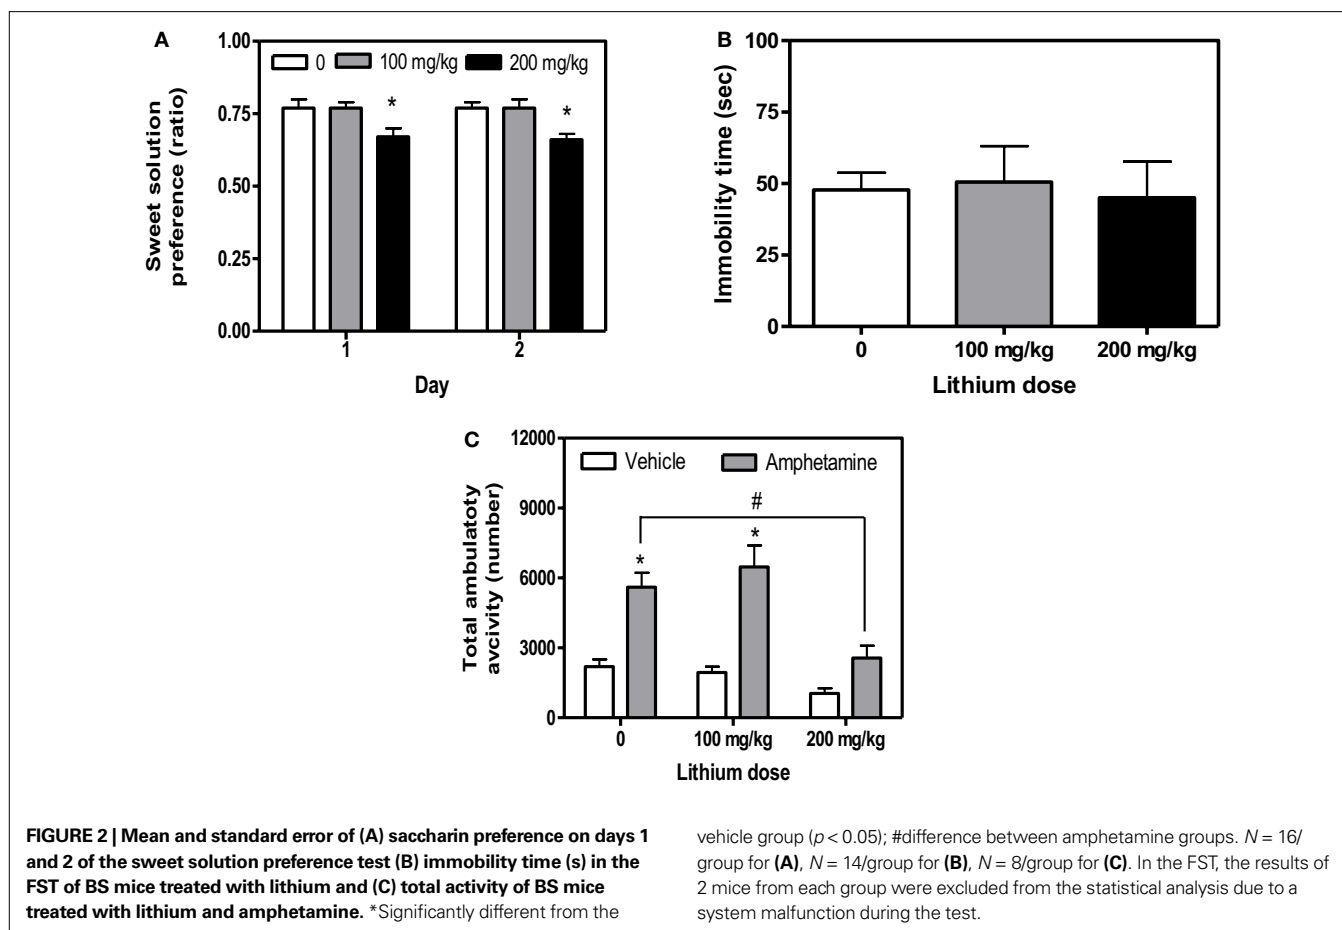 A
1.00
0
100 mg/kg
200 mg/kg
0.75
*
*
0.50
0.25
0.00
Sweet solution
preference (ratio)
1
2
Day
B
100
75
50
25
0
Immobility time (sec)
0
100 mg/kg
200 mg/kg
Lithium dose
C
12000
Vehicle
Amphetamine
9000
#
*
*
6000
3000
0
Total ambulatoty
avcivity (number)
0
100 mg/kg
200 mg/kg
Lithium dose
FIGURE 2 | Mean and standard error of (A) saccharin preference on days 1
and 2 of the sweet solution preference test (B) immobility time (s) in the
FST of BS mice treated with lithium and (C) total activity of BS mice
treated with lithium and amphetamine. *Significantly different from the
vehicle group (p < 0.05); #difference between amphetamine groups. N = 16/
group for (A), N = 14/group for (B), N = 8/group for (C). In the FST, the results of
2 mice from each group were excluded from the statistical analysis due to a
system malfunction during the test.